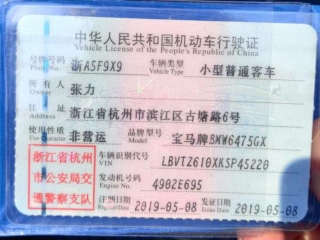 中华人民共和国机动车行驶证
Vehicle License of the People's Republic of China
号牌号码 浙A5F9X9 车辆类型 小型普通客车
Plate No. Vehicle Type
所有人 张力
Owner
住址 浙江省杭州市滨江区古塘路6号
Address
使用性质 非营运 品牌型号 宝马牌BMW6475GX
Use Character Model
浙江省杭州
市公安局交
通警察支队
车辆识别代号 LBVTZ610XKSP45220
VIN
发动机号码 4902E695
Engine No.
注册日期 2019-05-08 发证日期 2019-05-08
Register Date Issue Date